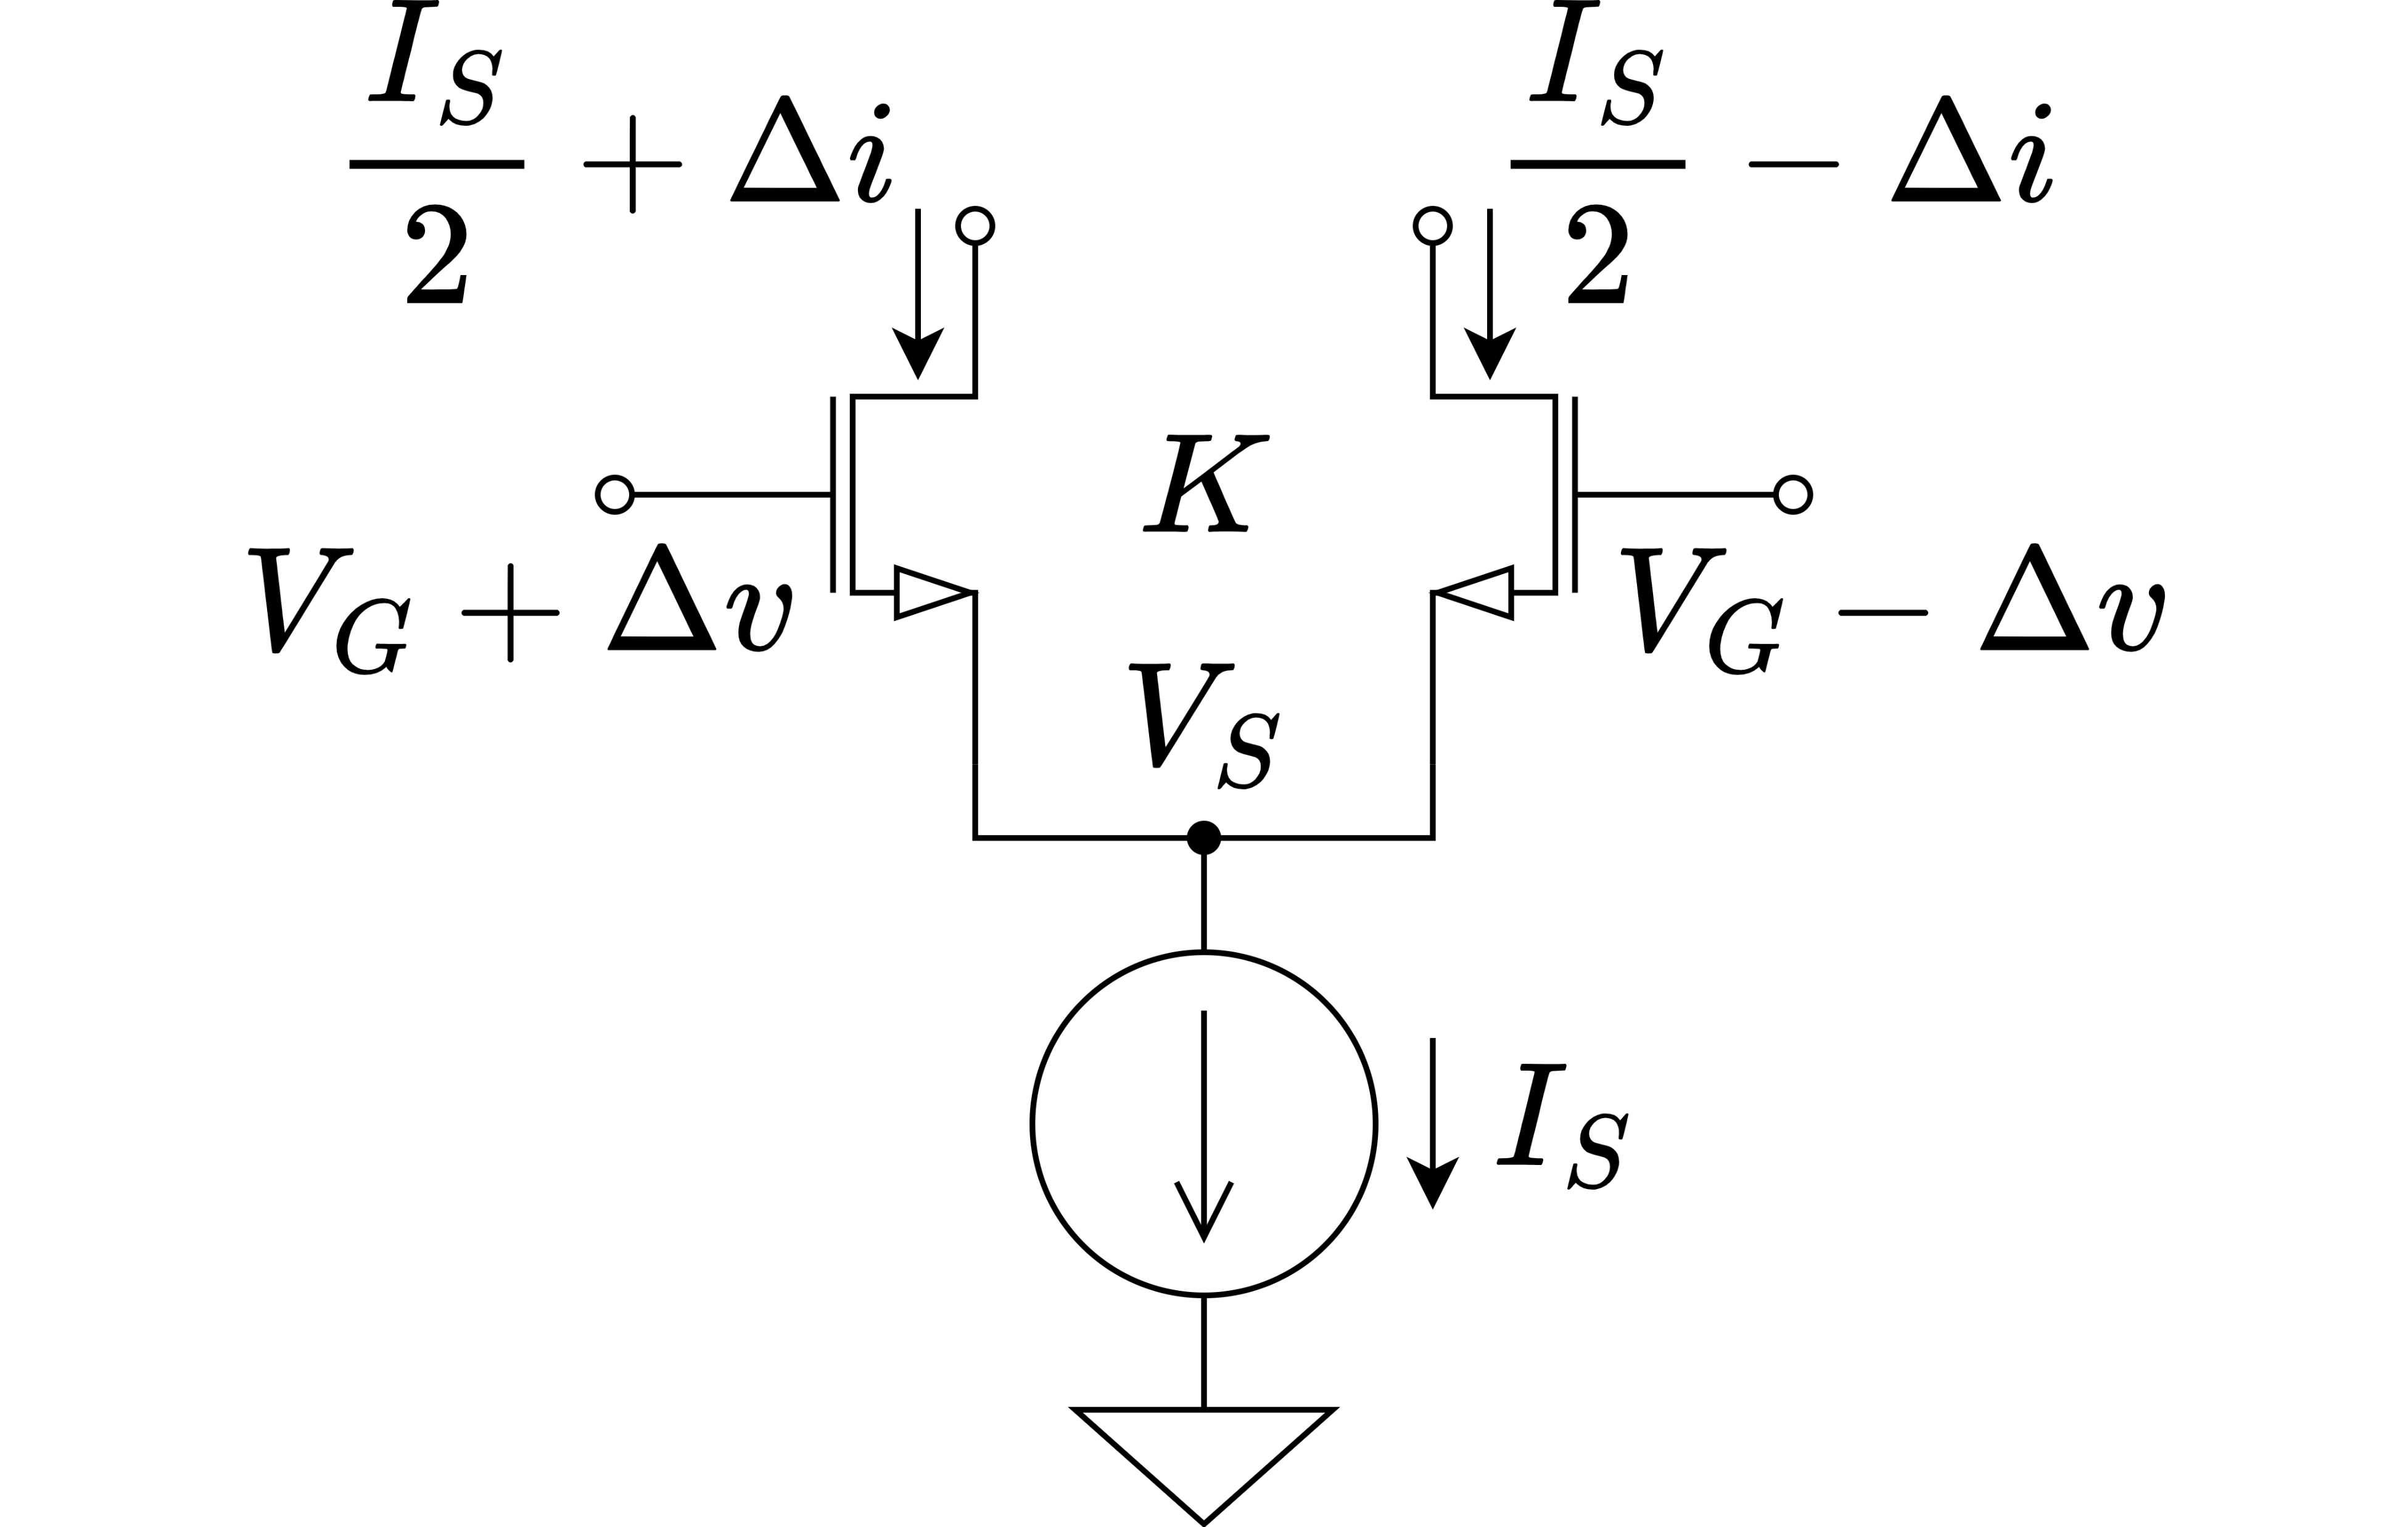 I_S/2 + Δi
I_S/2 − Δi
K
V_G + Δv
V_G − Δv
V_S
I_S